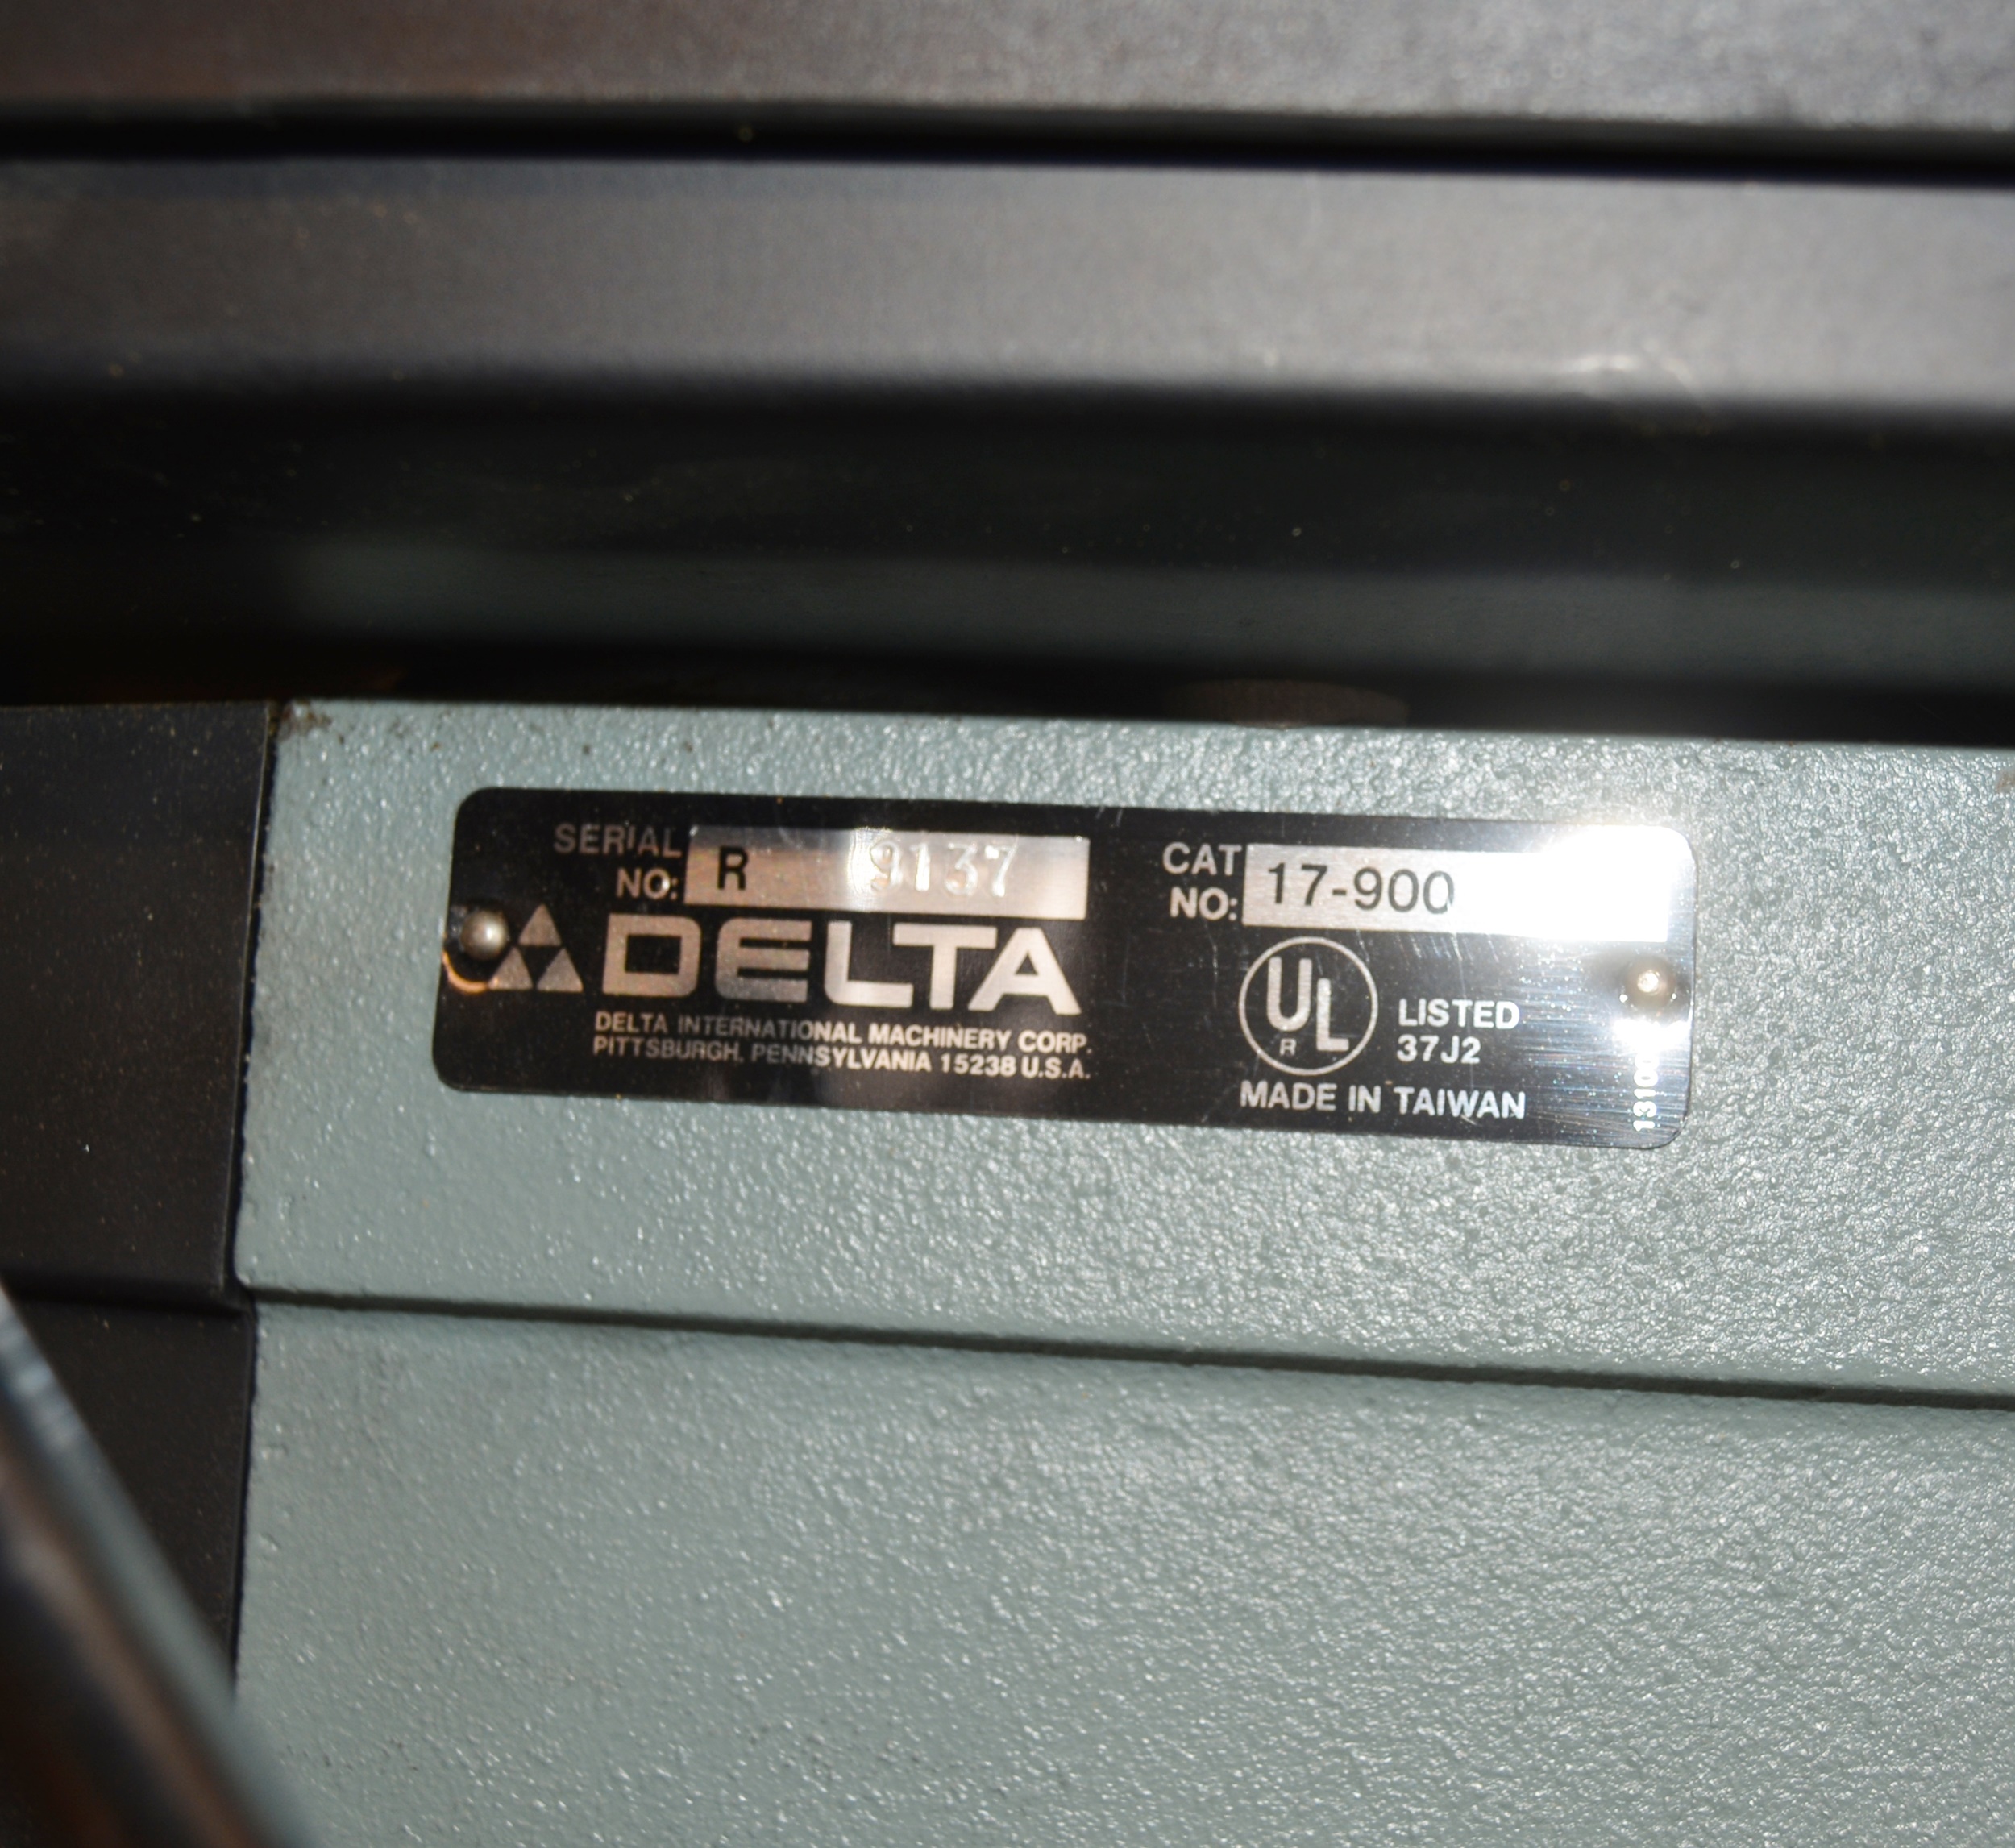 SERIAL NO: R 9137
CAT NO: 17-900
DELTA
DELTA INTERNATIONAL MACHINERY CORP.
PITTSBURGH, PENNSYLVANIA 15238 U.S.A.
UL R
LISTED
37J2
MADE IN TAIWAN